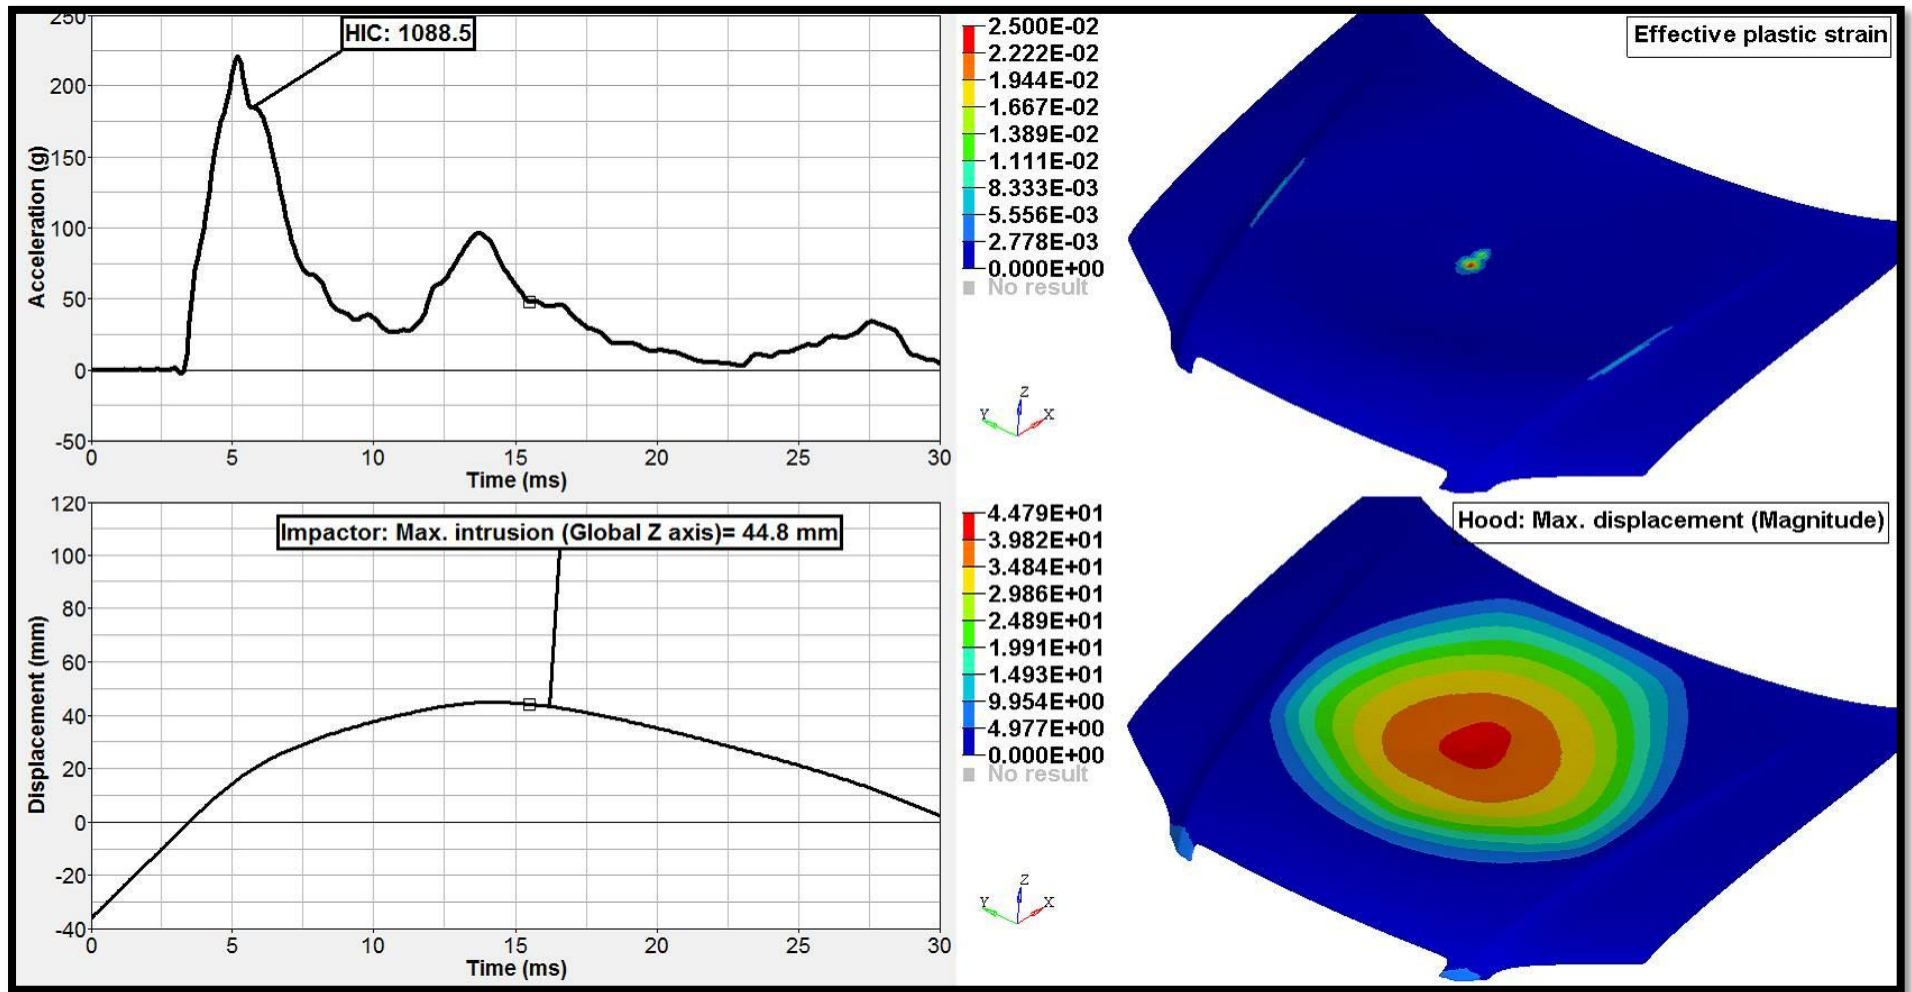 HIC: 1088.5
250
200
150
100
50
0
-50
Acceleration (g)
0 5 10 15 20 25 30
Time (ms)
2.500E-02
2.222E-02
1.944E-02
1.667E-02
1.389E-02
1.111E-02
8.333E-03
5.556E-03
2.778E-03
0.000E+00
No result
Effective plastic strain
Z
Y
X
Impactor: Max. intrusion (Global Z axis)= 44.8 mm
120
100
80
60
40
20
0
-20
-40
Displacement (mm)
0 5 10 15 20 25 30
Time (ms)
4.479E+01
3.982E+01
3.484E+01
2.986E+01
2.489E+01
1.991E+01
1.493E+01
9.954E+00
4.977E+00
0.000E+00
No result
Hood: Max. displacement (Magnitude)
Z
Y
X